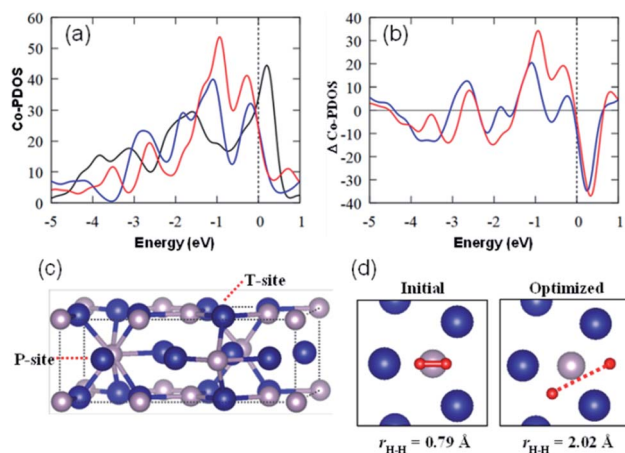 (a)
Co-PDOS
60
50
40
30
20
10
0
-5 -4 -3 -2 -1 0 1
Energy (eV)
(b)
Δ Co-PDOS
40
30
20
10
0
-10
-20
-30
-40
-5 -4 -3 -2 -1 0 1
Energy (eV)
(c)
T-site
P-site
(d)
Initial Optimized
r H-H = 0.79 Å r H-H = 2.02 Å